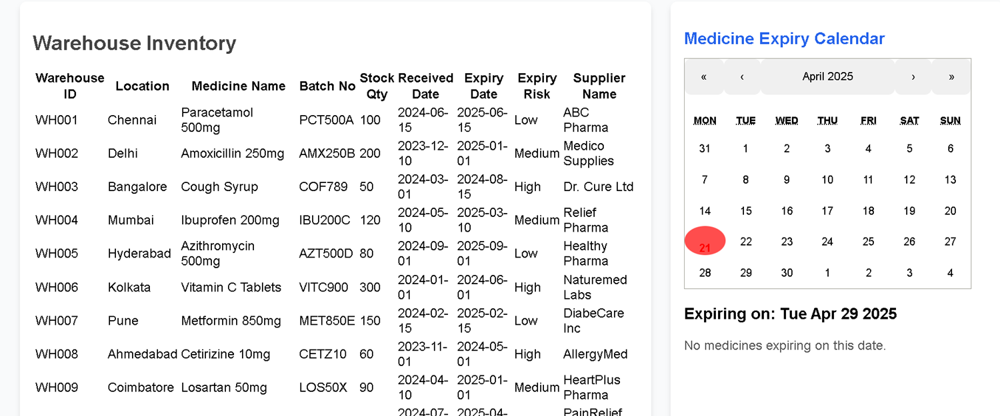 Warehouse Inventory
Warehouse ID Location Medicine Name Batch No Stock Qty Received Date Expiry Date Expiry Risk Supplier Name
WH001 Chennai Paracetamol 500mg PCT500A 100 2024-06-15 2025-06-15 Low ABC Pharma
WH002 Delhi Amoxicillin 250mg AMX250B 200 2023-12-10 2025-01-01 Medium Medico Supplies
WH003 Bangalore Cough Syrup COF789 50 2024-03-01 2024-08-15 High Dr. Cure Ltd
WH004 Mumbai Ibuprofen 200mg IBU200C 120 2024-05-10 2025-03-10 Medium Relief Pharma
WH005 Hyderabad Azithromycin 500mg AZT500D 80 2024-09-01 2025-09-01 Low Healthy Pharma
WH006 Kolkata Vitamin C Tablets VITC900 300 2024-01-01 2024-06-01 High Naturemed Labs
WH007 Pune Metformin 850mg MET850E 150 2024-02-15 2025-02-15 Low DiabeCare Inc
WH008 Ahmedabad Cetirizine 10mg CETZ10 60 2023-11-01 2024-05-01 High AllergyMed
WH009 Coimbatore Losartan 50mg LOS50X 90 2024-04-10 2025-01-01 Medium HeartPlus Pharma
2024-07- 2025-04- PainRelief
Medicine Expiry Calendar
« ‹ April 2025 › »
MON TUE WED THU FRI SAT SUN
31 1 2 3 4 5 6
7 8 9 10 11 12 13
14 15 16 17 18 19 20
21 22 23 24 25 26 27
28 29 30 1 2 3 4
Expiring on: Tue Apr 29 2025
No medicines expiring on this date.